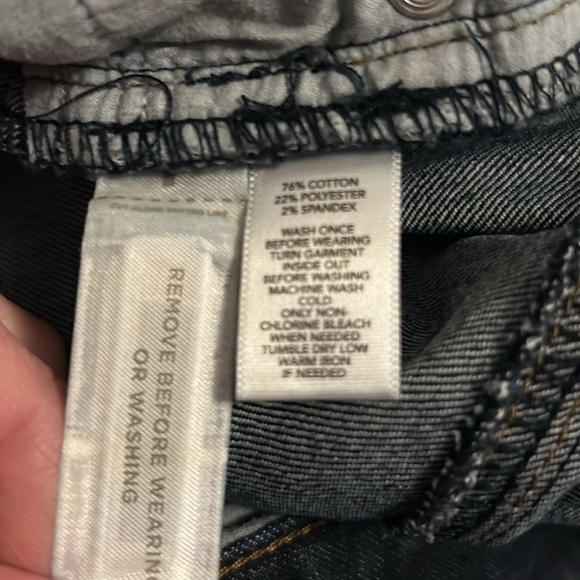 76% COTTON
22% POLYESTER
2% SPANDEX
WASH ONCE
BEFORE WEARING
TURN GARMENT
INSIDE OUT
BEFORE WASHING
MACHINE WASH
COLD
ONLY NON-
CHLORINE BLEACH
WHEN NEEDED
TUMBLE DRY LOW
WARM IRON
IF NEEDED
REMOVE BEFORE WEARING
OR WASHING